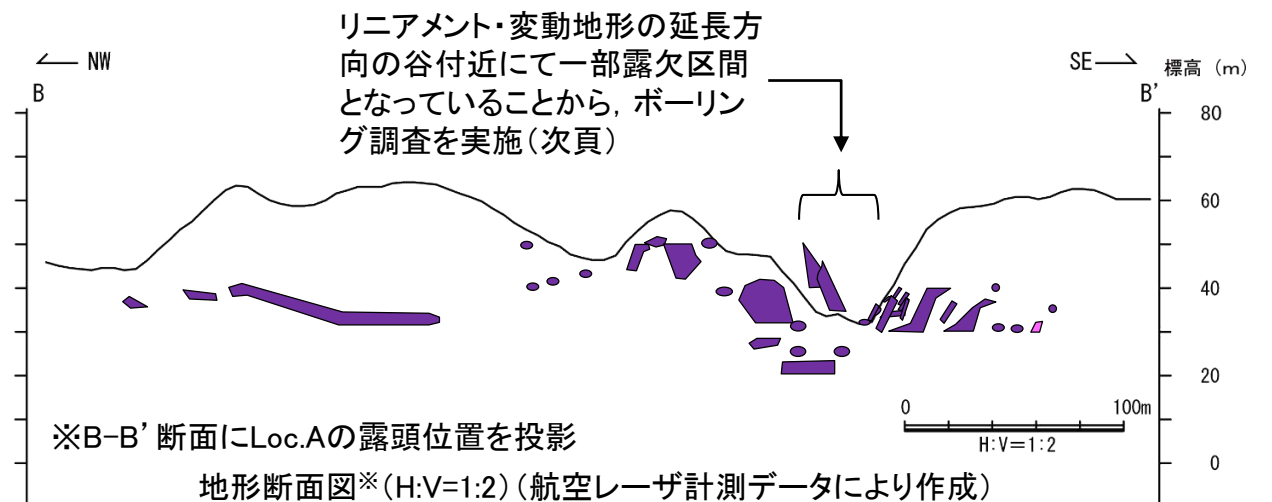 リニアメント・変動地形の延長方
向の谷付近にて一部露欠区間
となっていることから，ボーリン
グ調査を実施（次頁）
NW
SE
標高（m）
B
B'
80
60
40
20
0
0
100m
H:V=1:2
※B-B’断面にLoc.Aの露頭位置を投影
地形断面図※(H:V=1:2)（航空レーザ計測データにより作成）